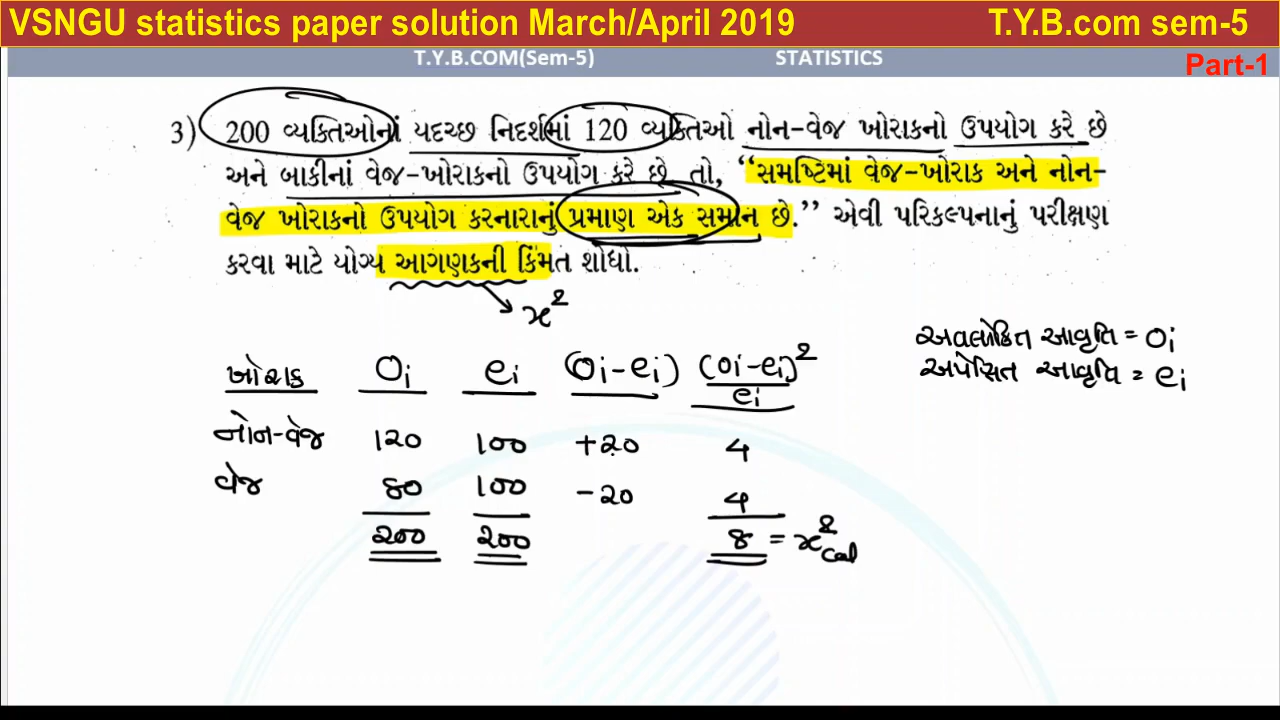 VSNGU statistics paper solution March/April 2019 T.Y.B.com sem-5
T.Y.B.COM(Sem-5) STATISTICS
Part-1
3) 200 વ્યક્તિઓનાં યદચ્છ નિદર્શમાં 120 વ્યક્તિઓ નોન-વેજ ખોરાકનો ઉપયોગ કરે છે
અને બાકીનાં વેજ-ખોરાકનો ઉપયોગ કરે છે. તો, “સમષ્ટિમાં વેજ-ખોરાક અને નોન-
વેજ ખોરાકનો ઉપયોગ કરનારાનું પ્રમાણ એક સમાન છે.” એવી પરિકલ્પનાનું પરીક્ષણ
કરવા માટે યોગ્ય આગણકની કિંમત શોધો.
x²
અવલોકિત આવૃતિ = Oi
અપેક્ષિત આવૃતિ = ei
ખોરાક Oi ei (Oi-ei) (Oi-ei)²/ei
નોન-વેજ 120 100 +20 4
વેજ 80 100 -20 4
200 200 8 = x²cal